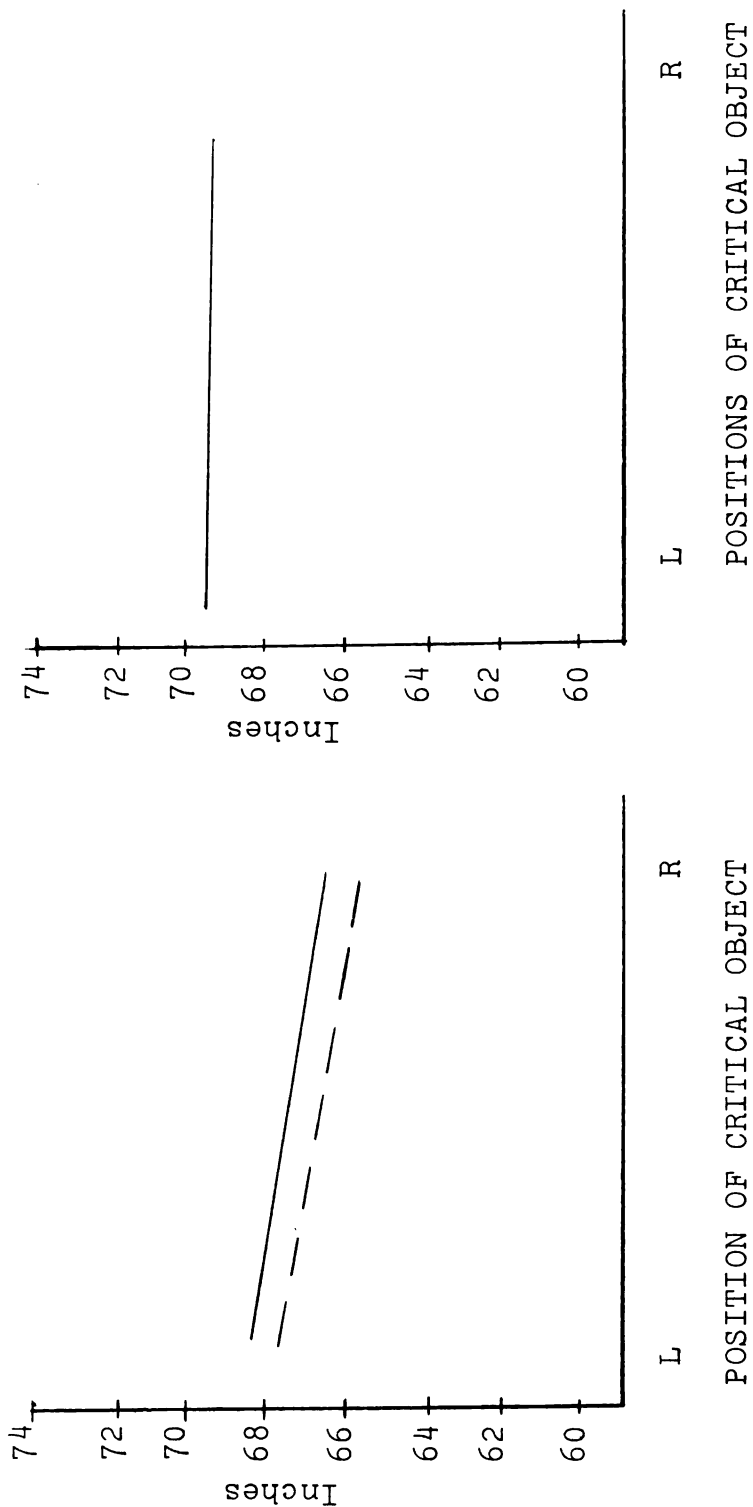 74
72
70
68
66
64
62
60
Inches
L R
POSITION OF CRITICAL OBJECT
74
72
70
68
66
64
62
60
Inches
L R
POSITIONS OF CRITICAL OBJECT